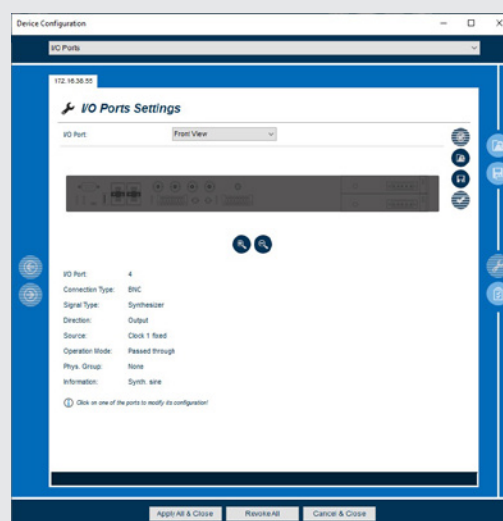 Device Configuration
I/O Ports
172.16.36.55
I/O Ports Settings
I/O Port: Front View
I/O Port: 4
Connection Type: BNC
Signal Type: Synthesizer
Direction: Output
Source: Clock 1 fixed
Operation Mode: Passed through
Phys. Group: None
Information: Synth. sine
Click on one of the ports to modify its configuration!
Apply All & Close Revoke All Cancel & Close